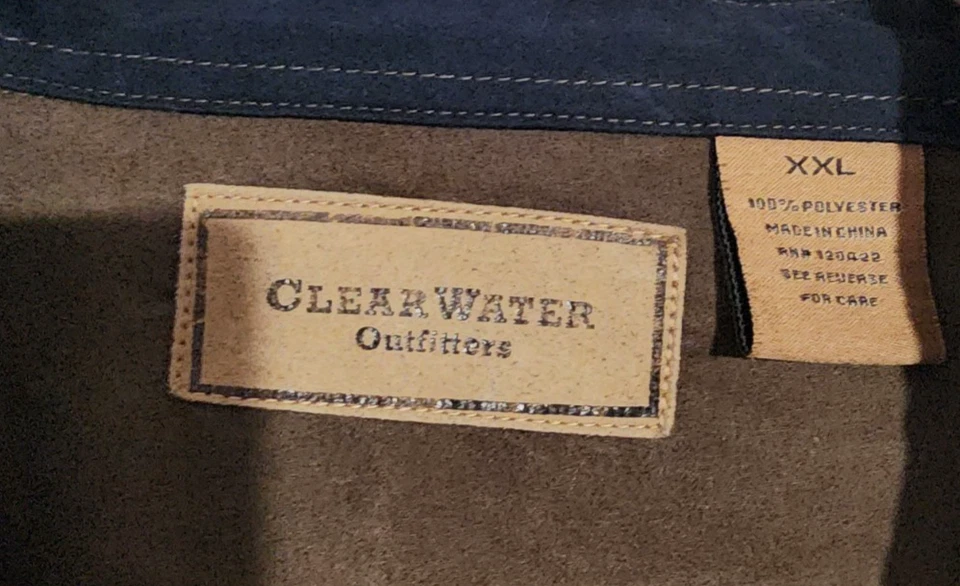 CLEARWATER
Outfitters
XXL
100% POLYESTER
MADE IN CHINA
RN# 120422
SEE REVERSE
FOR CARE